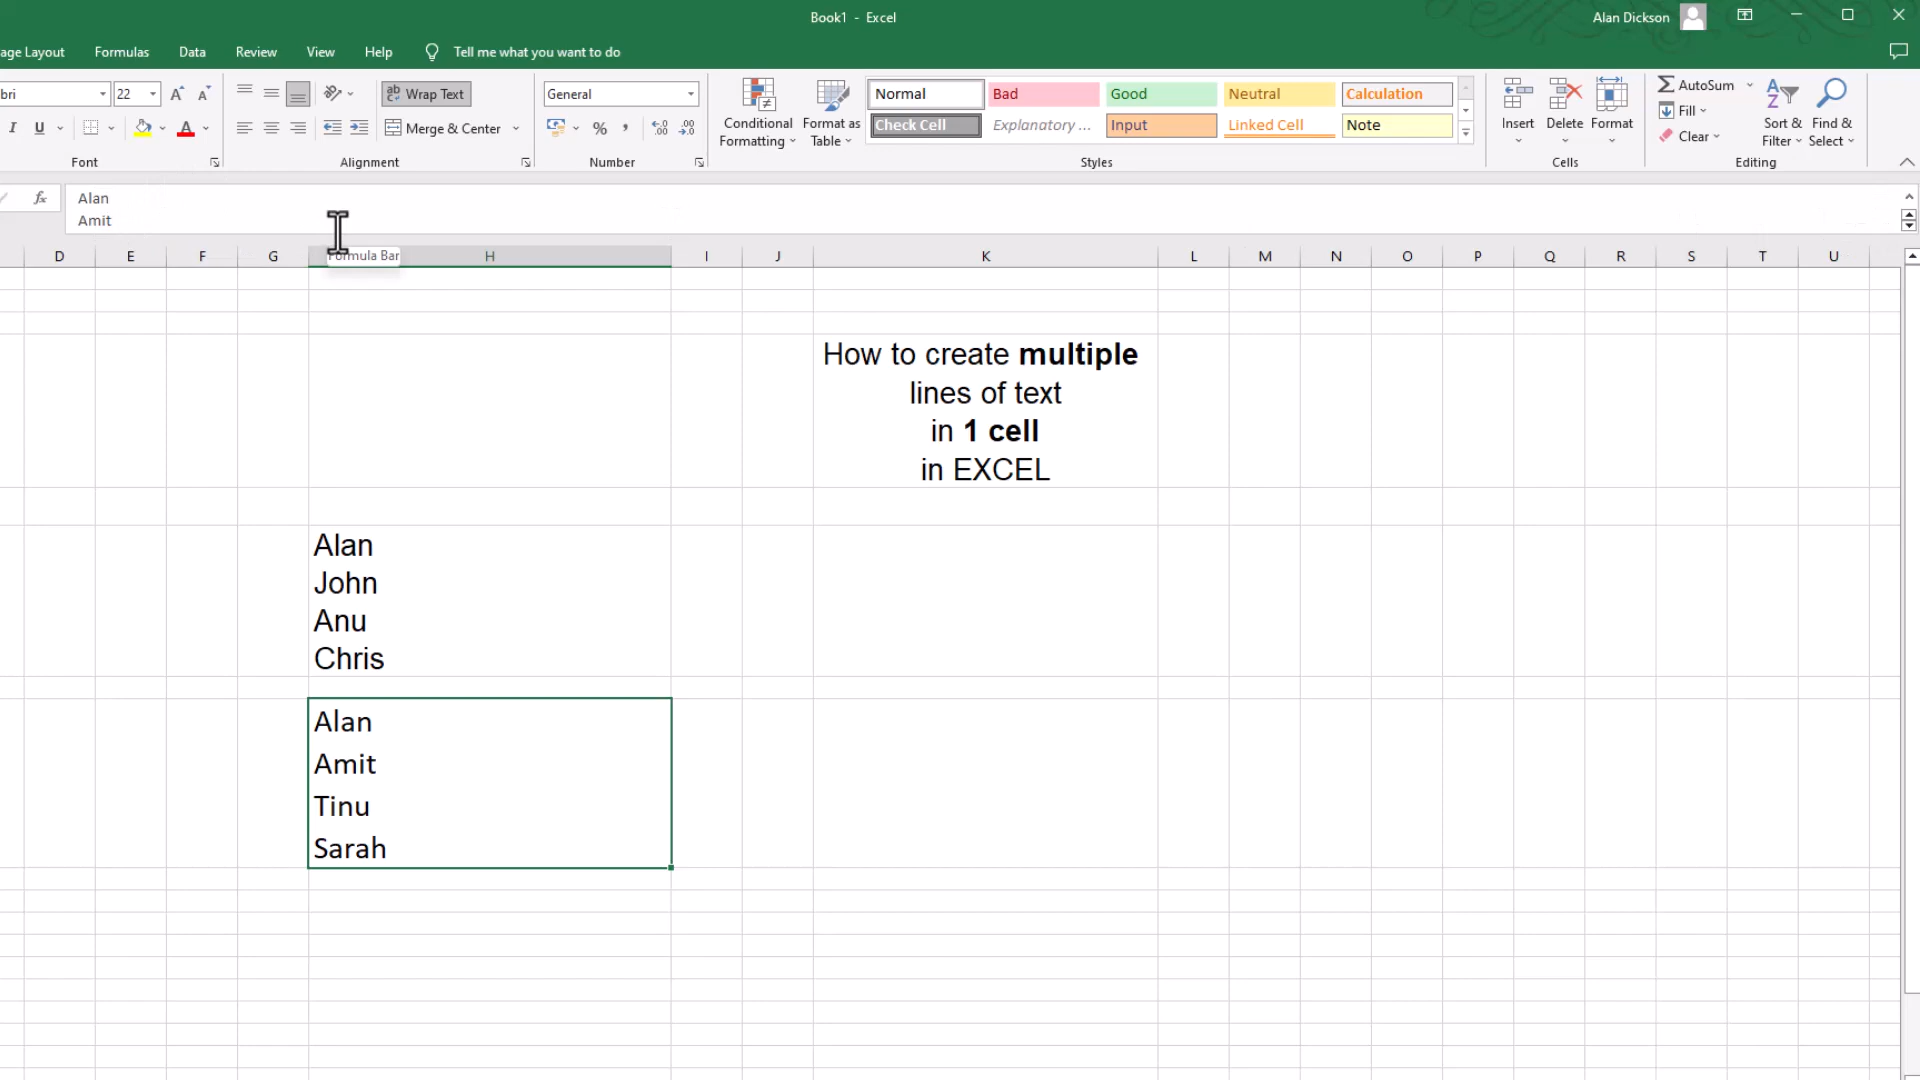 Book1 - Excel
Alan Dickson
age Layout
Formulas
Data
Review
View
Help
Tell me what you want to do
bri
22
Wrap Text
General
Conditional
Formatting
Format as
Table
Normal
Bad
Good
Neutral
Calculation
Check Cell
Explanatory ...
Input
Linked Cell
Note
Insert
Delete
Format
AutoSum
Fill
Clear
Sort &
Filter
Find &
Select
I
U
A
Merge & Center
%
Font
Alignment
Number
Styles
Cells
Editing
fx
Alan
Amit
Formula Bar
D E F G H I J K L M N O P Q R S T U
How to create multiple
lines of text
in 1 cell
in EXCEL
Alan
John
Anu
Chris
Alan
Amit
Tinu
Sarah